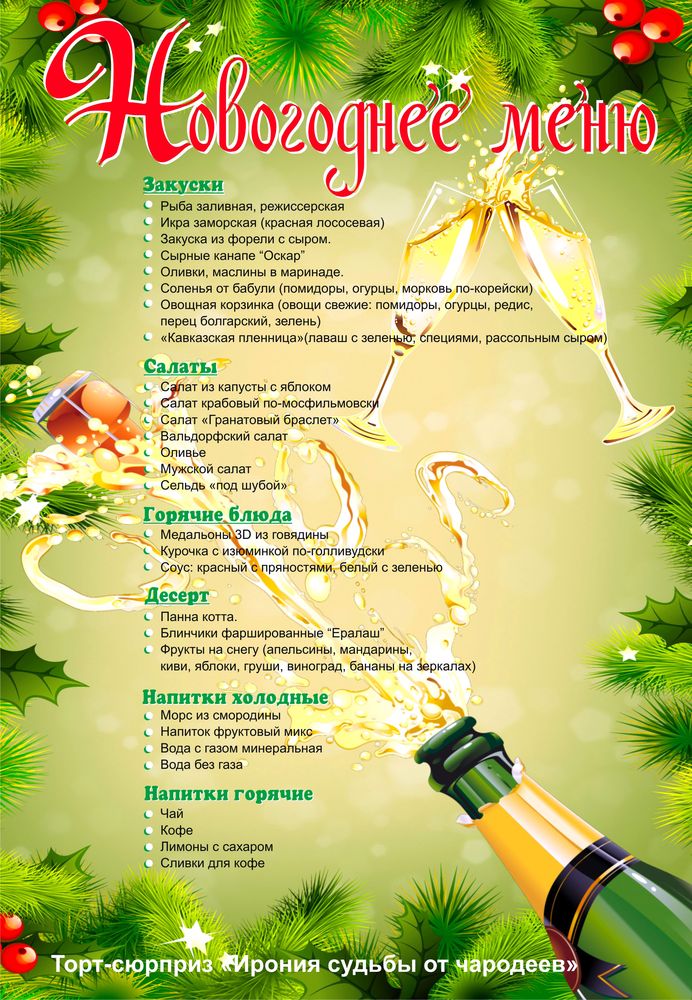 Новогоднее меню
Закуски
Рыба заливная, режиссерская
Икра заморская (красная лососевая)
Закуска из форели с сыром.
Сырные канапе “Оскар”
Оливки, маслины в маринаде.
Соленья от бабули (помидоры, огурцы, морковь по-корейски)
Овощная корзинка (овощи свежие: помидоры, огурцы, редис,
перец болгарский, зелень)
«Кавказская пленница»(лаваш с зеленью, специями, рассольным сыром)
Салаты
Салат из капусты с яблоком
Салат крабовый по-мосфильмовски
Салат «Гранатовый браслет»
Вальдорфский салат
Оливье
Мужской салат
Сельдь «под шубой»
Горячие блюда
Медальоны 3D из говядины
Курочка с изюминкой по-голливудски
Соус: красный с пряностями, белый с зеленью
Десерт
Панна котта.
Блинчики фаршированные “Ералаш”
Фрукты на снегу (апельсины, мандарины,
киви, яблоки, груши, виноград, бананы на зеркалах)
Напитки холодные
Морс из смородины
Напиток фруктовый микс
Вода с газом минеральная
Вода без газа
Напитки горячие
Чай
Кофе
Лимоны с сахаром
Сливки для кофе
Торт-сюрприз «Ирония судьбы от чародеев»